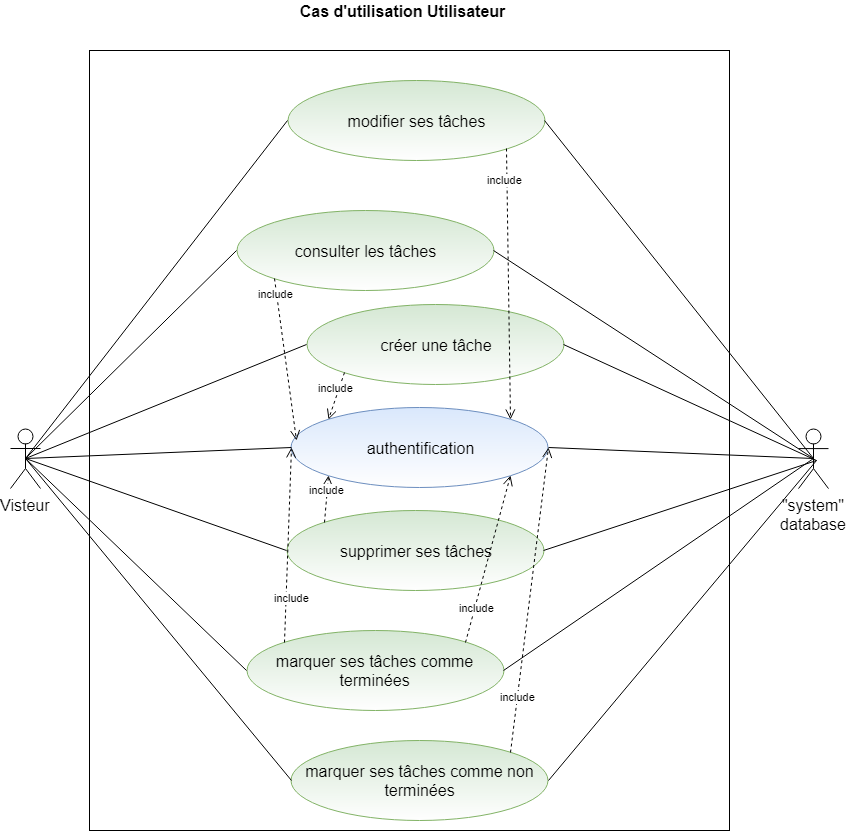 Cas d'utilisation Utilisateur
modifier ses tâches
include
consulter les tâches
include
créer une tâche
include
authentification
include
Visteur
"system"
database
supprimer ses tâches
include
include
marquer ses tâches comme
terminées
include
marquer ses tâches comme non
terminées